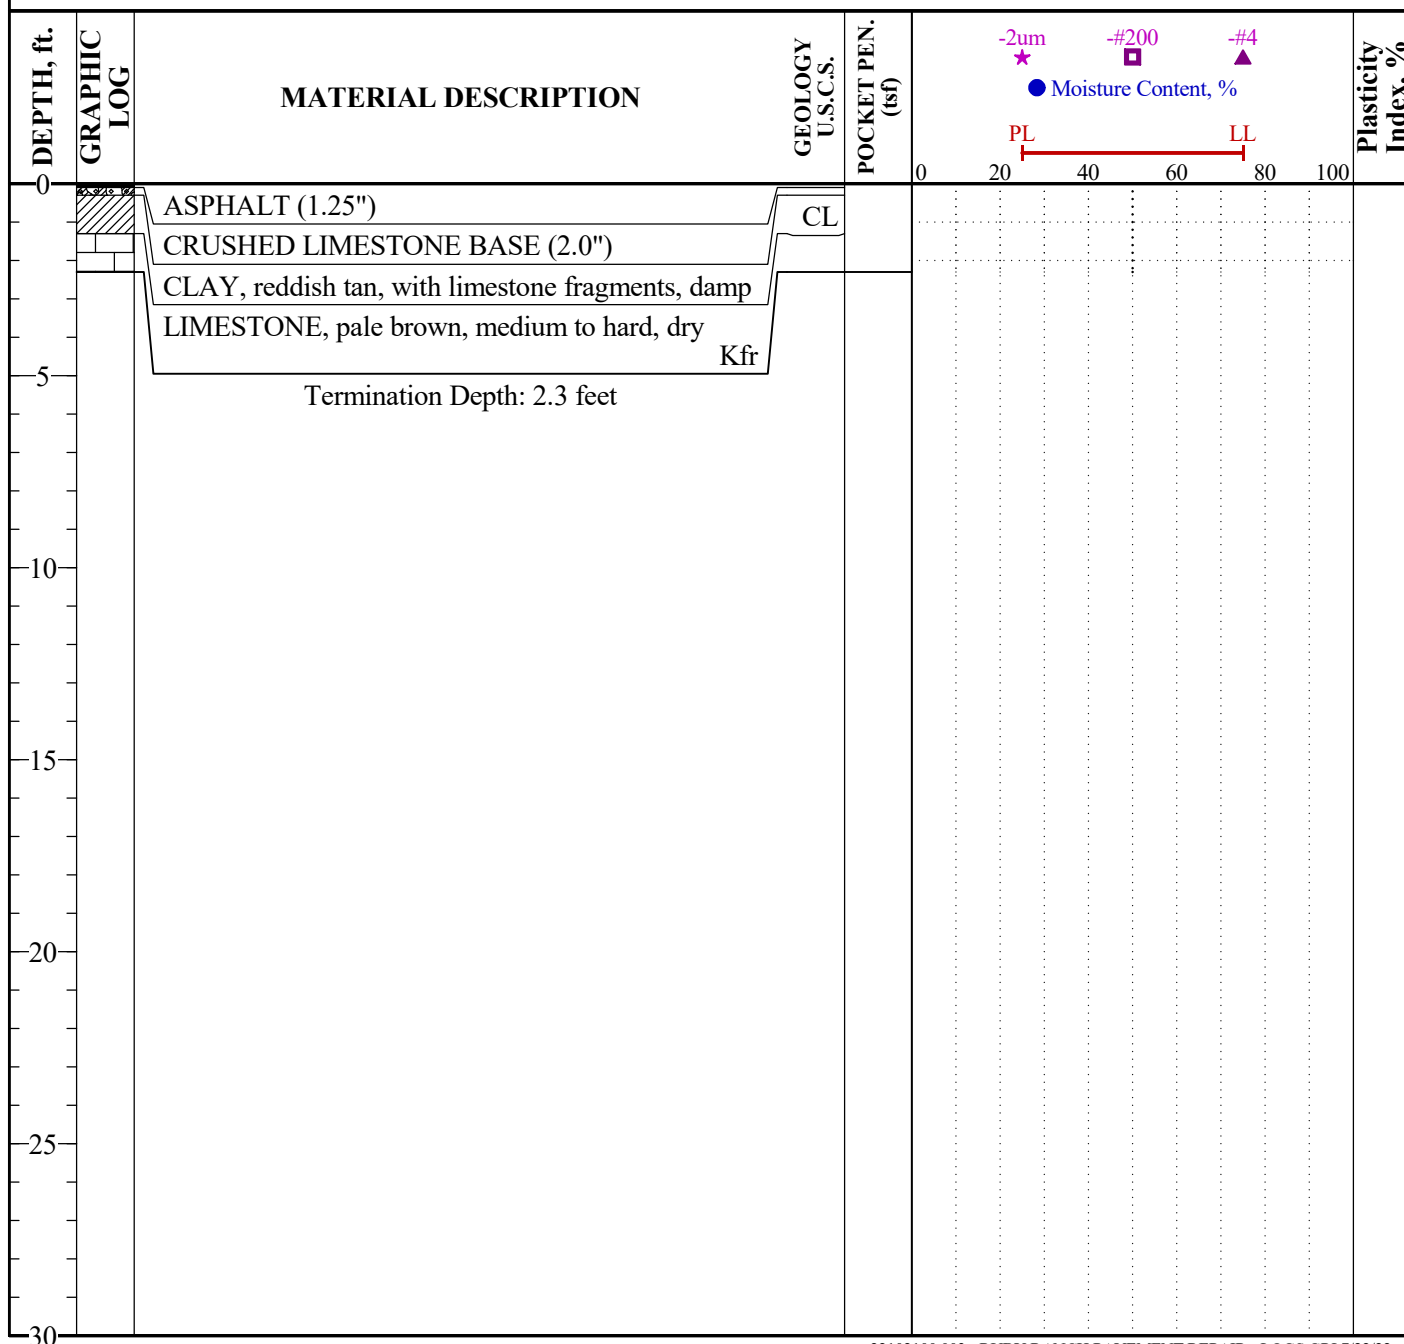 DEPTH, ft.
GRAPHIC
LOG
MATERIAL DESCRIPTION
GEOLOGY
U.S.C.S.
POCKET PEN.
(tsf)
-2um -#200 -#4
Moisture Content, %
PL LL
0 20 40 60 80 100
Plasticity
Index, %
0
ASPHALT (1.25")
CL
CRUSHED LIMESTONE BASE (2.0")
CLAY, reddish tan, with limestone fragments, damp
LIMESTONE, pale brown, medium to hard, dry
Kfr
5
Termination Depth: 2.3 feet
10
15
20
25
30